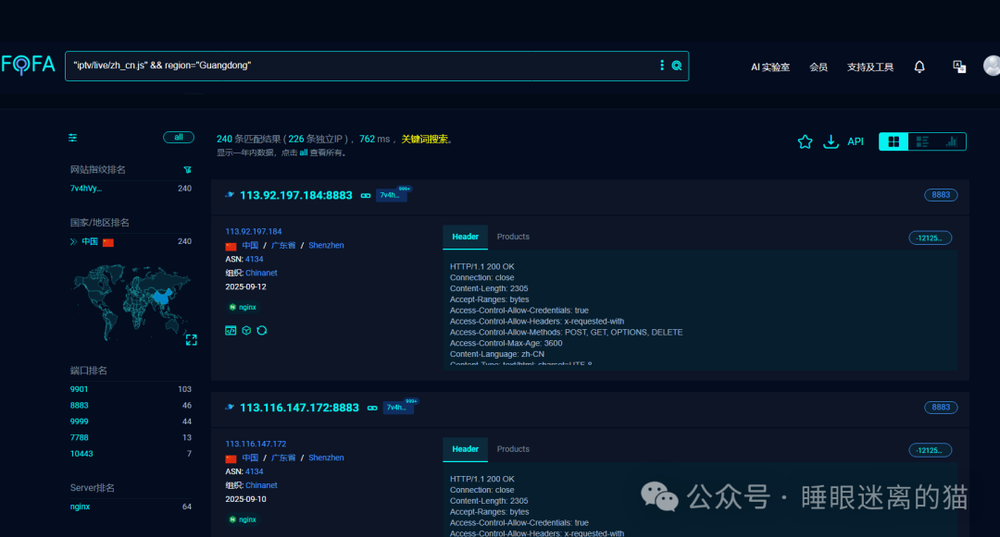 FOFA
"iptv/live/zh_cn.js" && region="Guangdong"
AI 实验室
会员
支持及工具
all
240 条匹配结果 ( 226 条独立IP ) ， 762 ms ， 关键词搜索。
显示一年内数据，点击 all 查看所有。
API
网站指纹排名
7v4hVy... 240
国家/地区排名
中国 240
端口排名
9901 103
8883 46
9999 44
7788 13
10443 7
Server排名
nginx 64
113.92.197.184:8883
7v4h...
999+
8883
113.92.197.184
中国 / 广东省 / Shenzhen
ASN: 4134
组织: Chinanet
2025-09-12
nginx
Header
Products
-12125...
HTTP/1.1 200 OK
Connection: close
Content-Length: 2305
Accept-Ranges: bytes
Access-Control-Allow-Credentials: true
Access-Control-Allow-Headers: x-requested-with
Access-Control-Allow-Methods: POST, GET, OPTIONS, DELETE
Access-Control-Max-Age: 3600
Content-Language: zh-CN
Content-Type: text/html; charset=UTF-8
113.116.147.172:8883
7v4h...
999+
8883
113.116.147.172
中国 / 广东省 / Shenzhen
ASN: 4134
组织: Chinanet
2025-09-10
nginx
Header
Products
-12125...
HTTP/1.1 200 OK
Connection: close
Content-Length: 2305
Accept-Ranges: bytes
Access-Control-Allow-Credentials: true
Access-Control-Allow-Headers: x-requested-with
公众号 · 睡眼迷离的猫